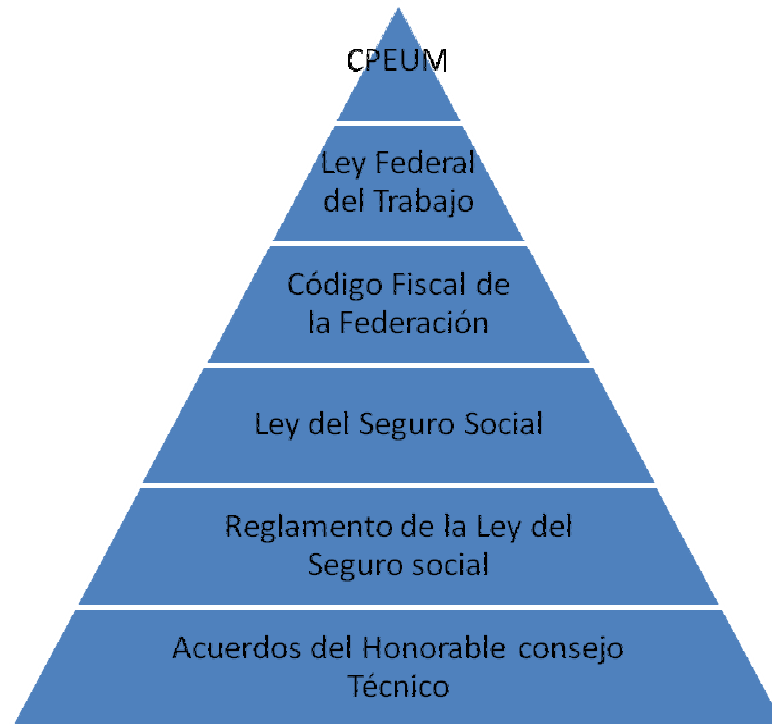 CPEUM
Ley Federal
del Trabajo
Código Fiscal de
la Federación
Ley del Seguro Social
Reglamento de la Ley del
Seguro social
Acuerdos del Honorable consejo
Técnico